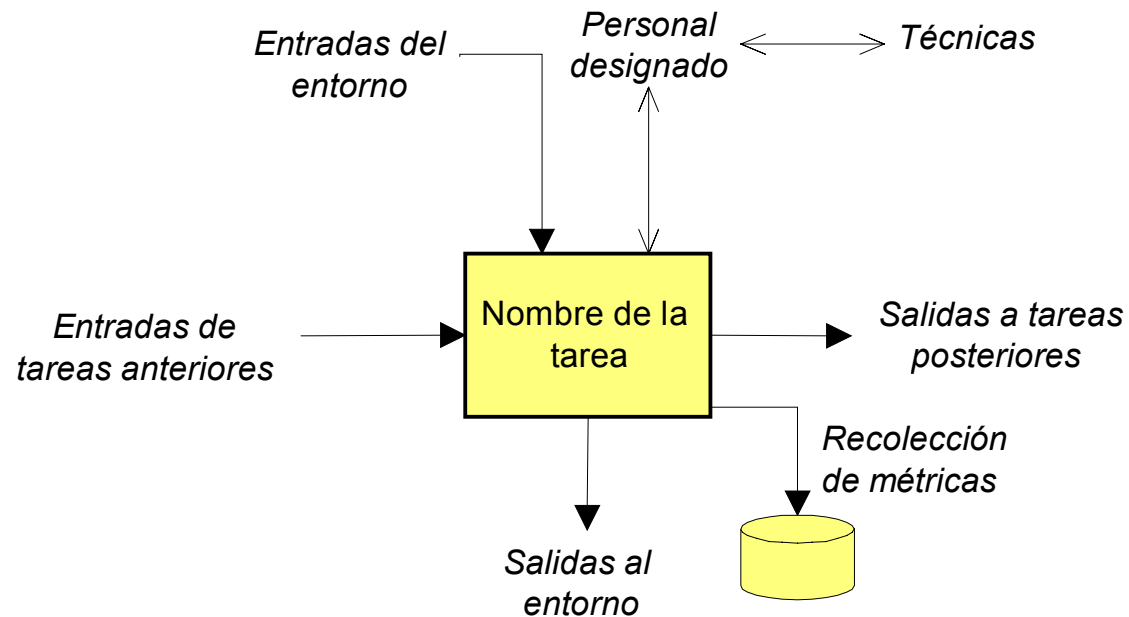 Entradas del
entorno
Personal
designado
Técnicas
Entradas de
tareas anteriores
Nombre de la
tarea
Salidas a tareas
posteriores
Recolección
de métricas
Salidas al
entorno